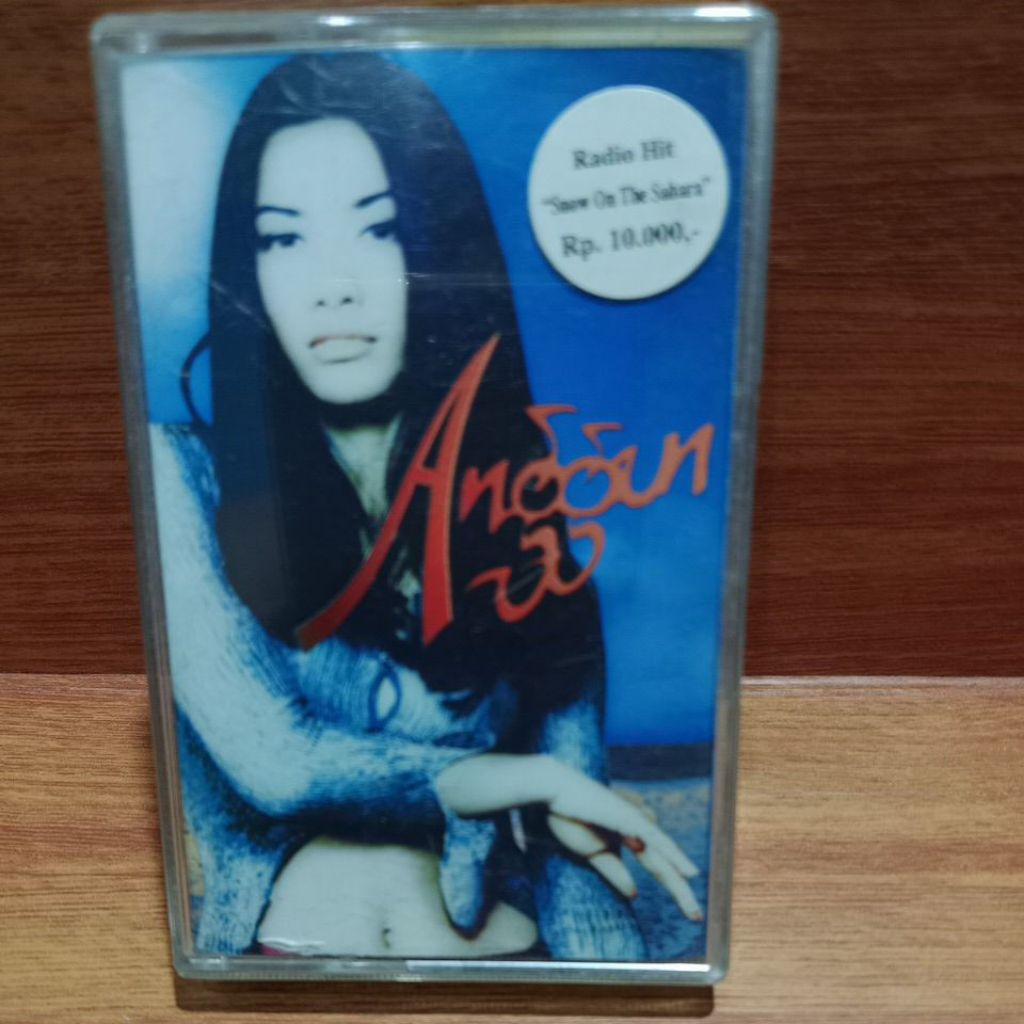 Radio Hit
"Snow On The Sahara"
Rp. 10.000,-
Anggun